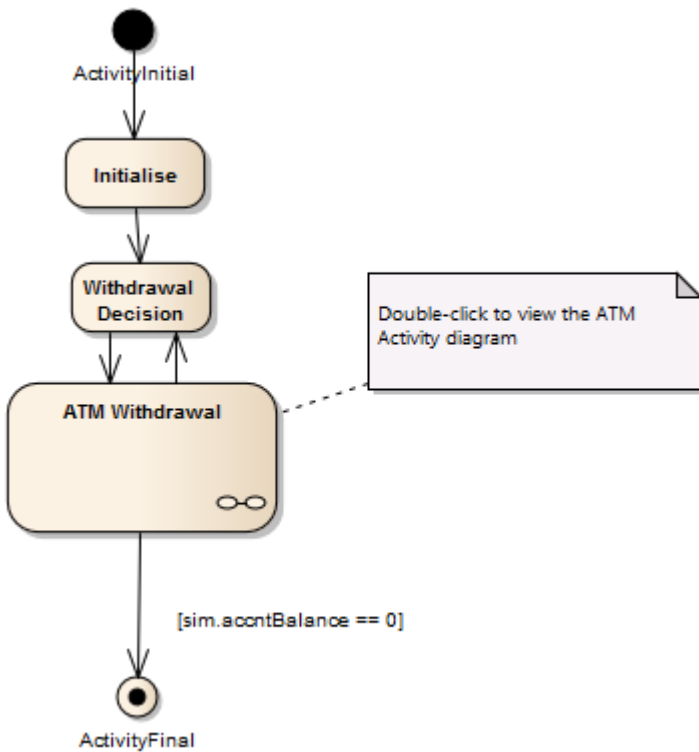 ActivityInitial
Initialise
Withdrawal
Decision
Double-click to view the ATM
Activity diagram
ATM Withdrawal
[sim.accntBalance == 0]
ActivityFinal